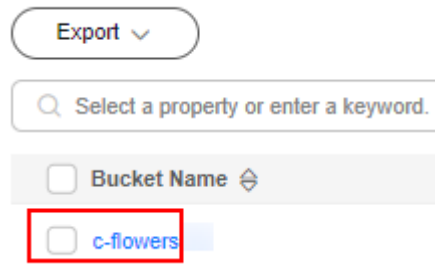 Export
Select a property or enter a keyword.
Bucket Name
c-flowers